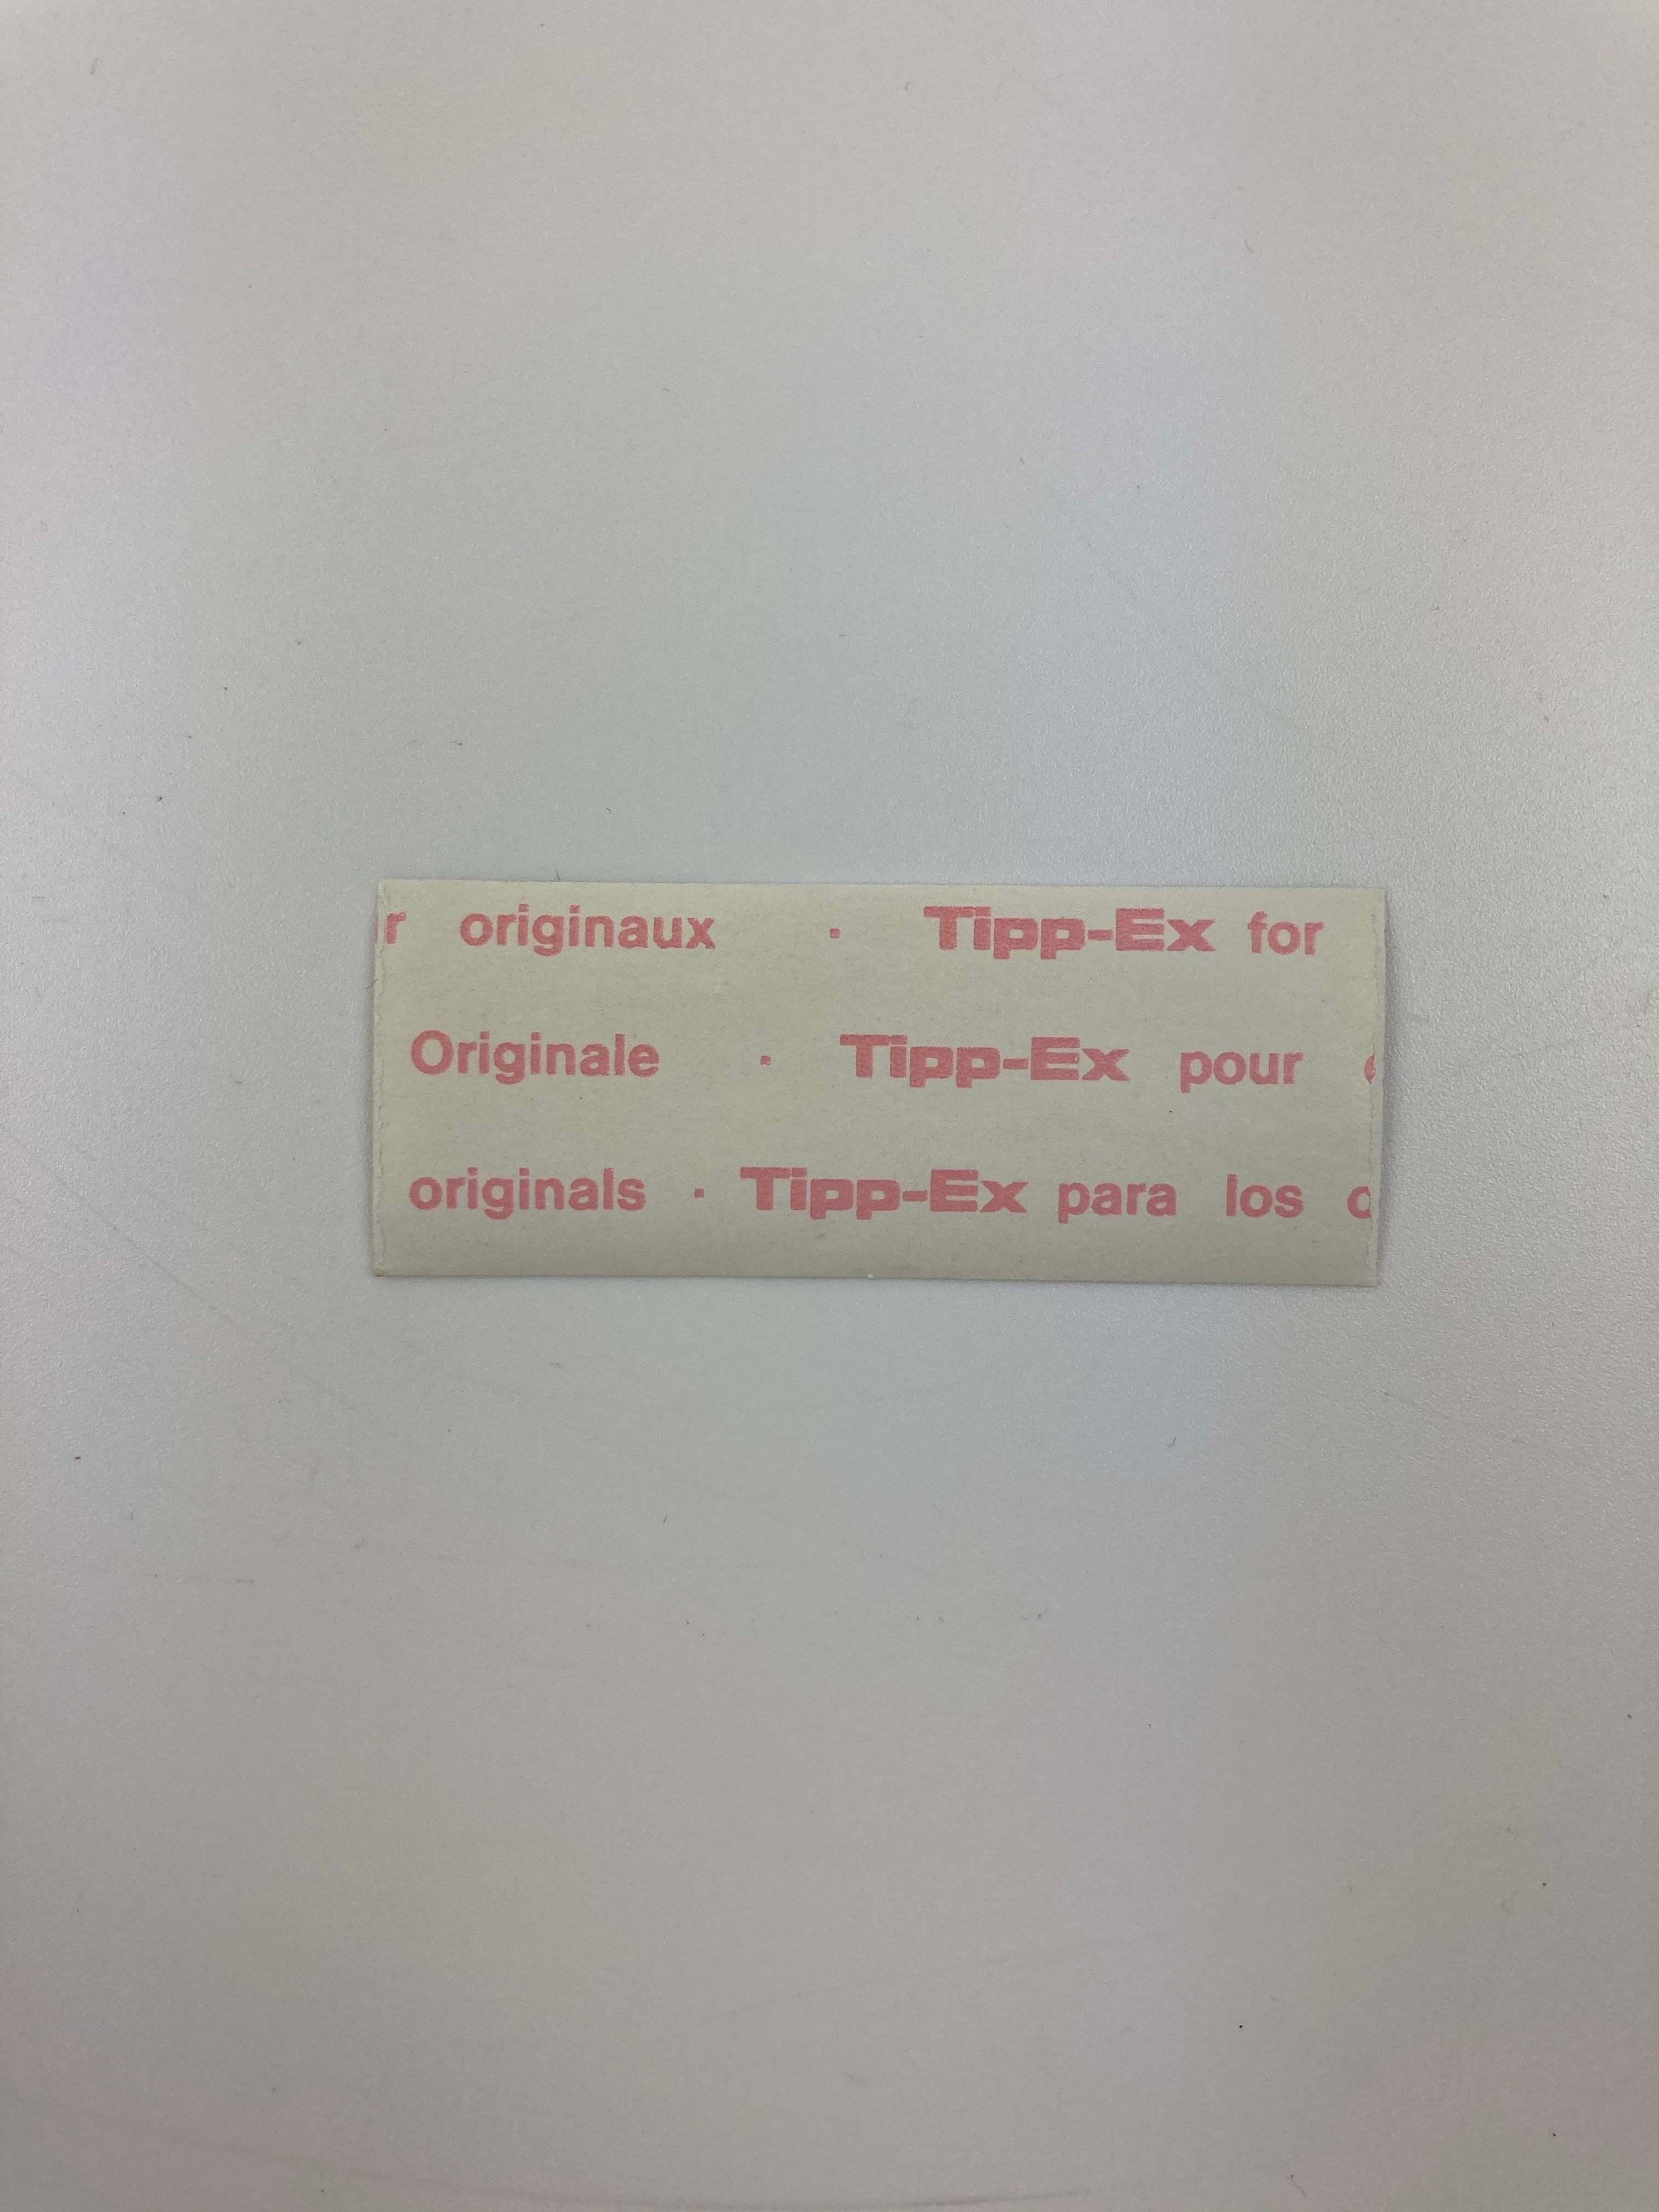 r originaux · Tipp-Ex for
Originale · Tipp-Ex pour
originals · Tipp-Ex para los